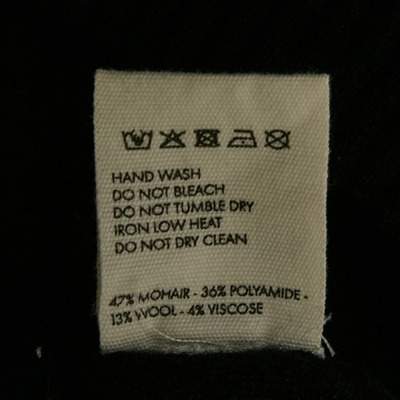 HAND WASH
DO NOT BLEACH
DO NOT TUMBLE DRY
IRON LOW HEAT
DO NOT DRY CLEAN
47% MOHAIR - 36% POLYAMIDE -
13% WOOL - 4% VISCOSE